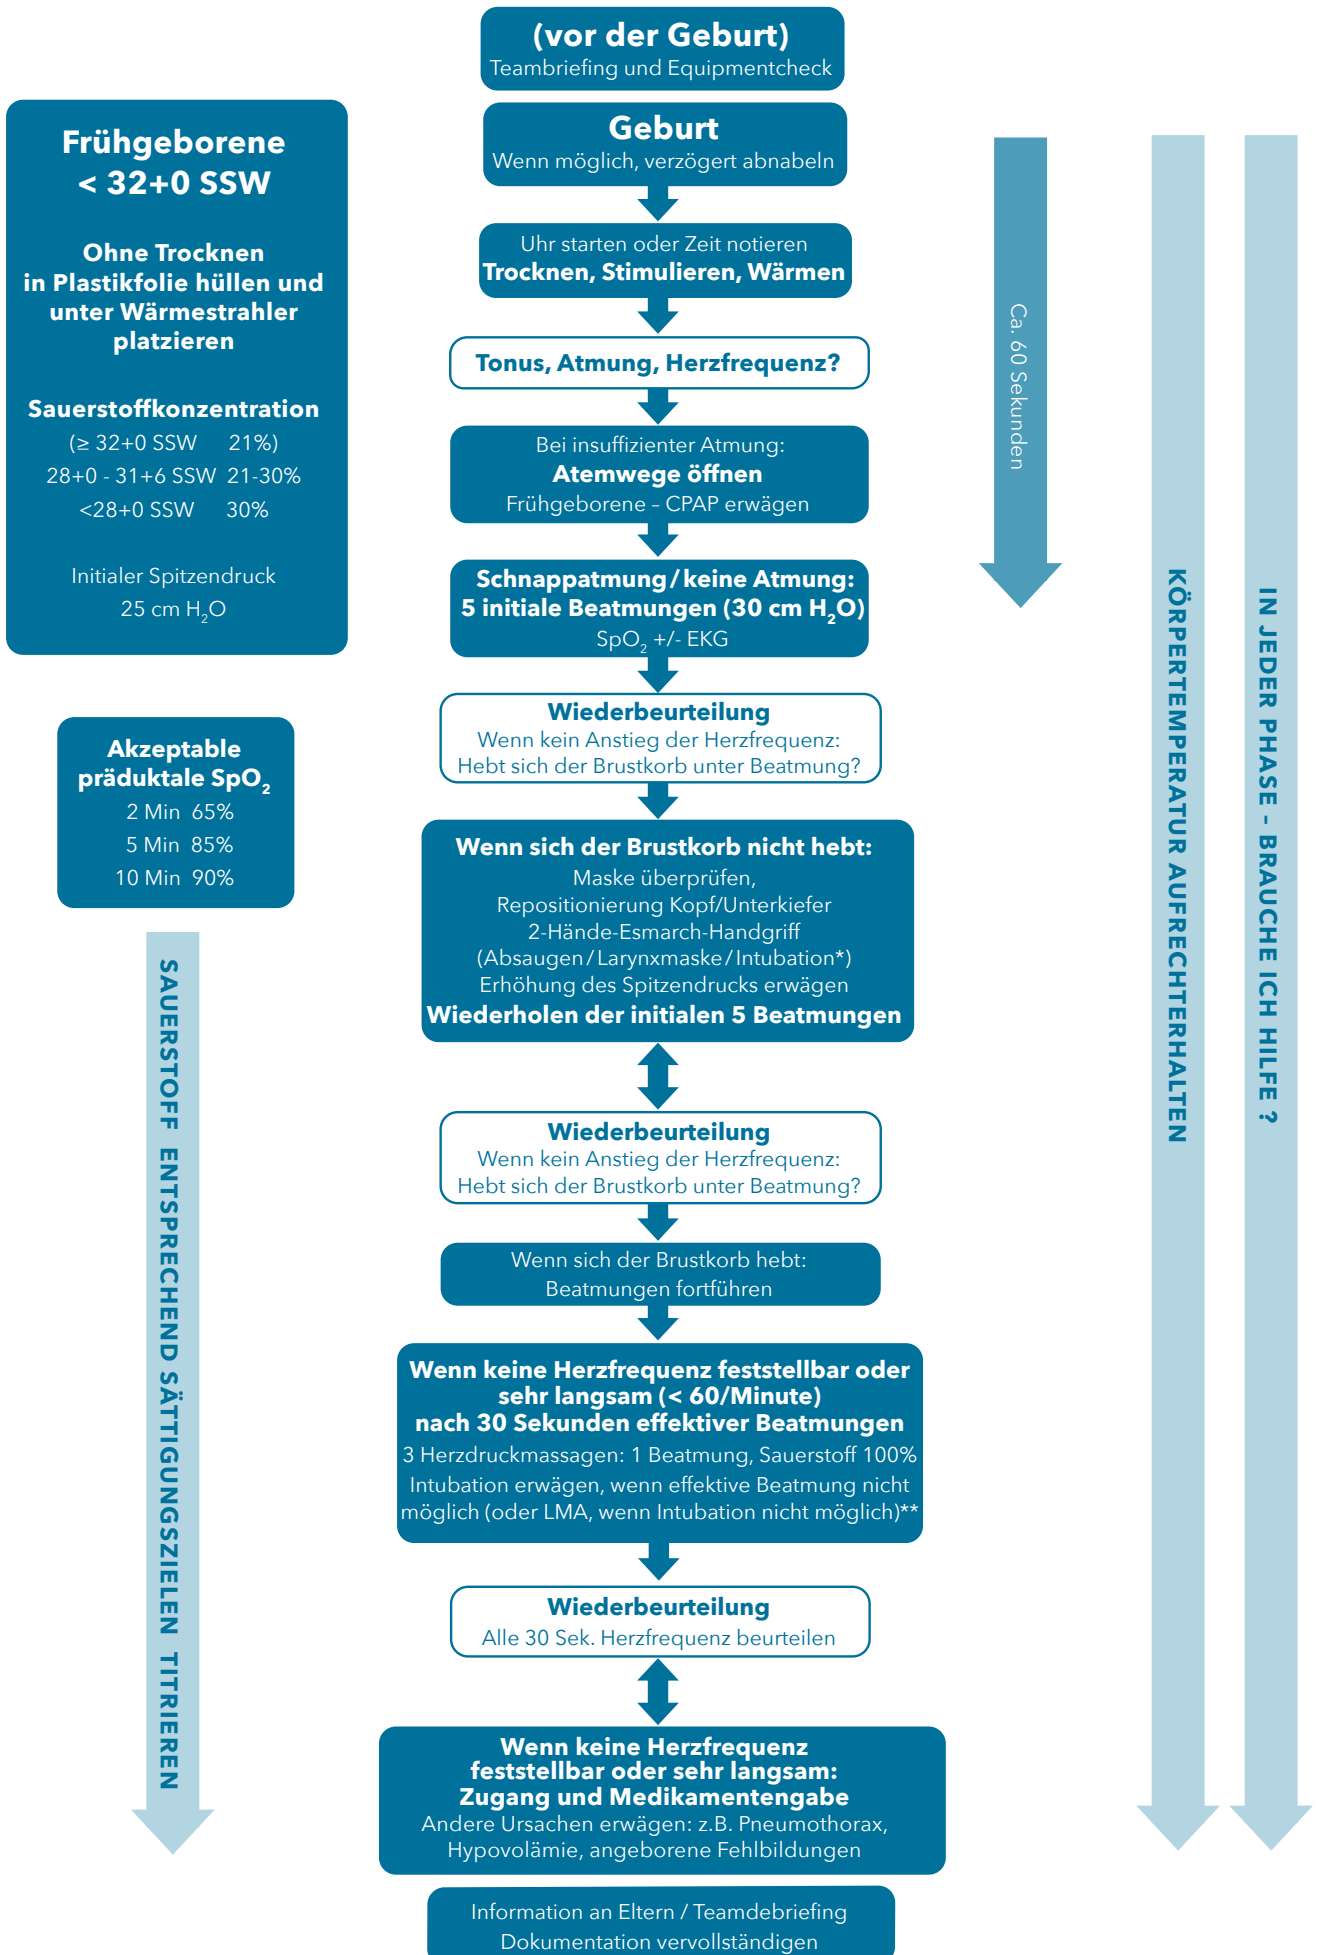 (vor der Geburt)
Teambriefing und Equipmentcheck
Geburt
Wenn möglich, verzögert abnabeln
Uhr starten oder Zeit notieren
Trocknen, Stimulieren, Wärmen
Tonus, Atmung, Herzfrequenz?
Bei insuffizienter Atmung:
Atemwege öffnen
Frühgeborene – CPAP erwägen
Schnappatmung / keine Atmung:
5 initiale Beatmungen (30 cm H₂O)
SpO₂ +/- EKG
Wiederbeurteilung
Wenn kein Anstieg der Herzfrequenz:
Hebt sich der Brustkorb unter Beatmung?
Wenn sich der Brustkorb nicht hebt:
Maske überprüfen,
Repositionierung Kopf/Unterkiefer
2-Hände-Esmarch-Handgriff
(Absaugen / Larynxmaske / Intubation*)
Erhöhung des Spitzendrucks erwägen
Wiederholen der initialen 5 Beatmungen
Wiederbeurteilung
Wenn kein Anstieg der Herzfrequenz:
Hebt sich der Brustkorb unter Beatmung?
Wenn sich der Brustkorb hebt:
Beatmungen fortführen
Wenn keine Herzfrequenz feststellbar oder
sehr langsam (< 60/Minute)
nach 30 Sekunden effektiver Beatmungen
3 Herzdruckmassagen: 1 Beatmung, Sauerstoff 100%
Intubation erwägen, wenn effektive Beatmung nicht
möglich (oder LMA, wenn Intubation nicht möglich)**
Wiederbeurteilung
Alle 30 Sek. Herzfrequenz beurteilen
Wenn keine Herzfrequenz
feststellbar oder sehr langsam:
Zugang und Medikamentengabe
Andere Ursachen erwägen: z.B. Pneumothorax,
Hypovolämie, angeborene Fehlbildungen
Information an Eltern / Teamdebriefing
Dokumentation vervollständigen
Frühgeborene
< 32+0 SSW
Ohne Trocknen
in Plastikfolie hüllen und
unter Wärmestrahler
platzieren
Sauerstoffkonzentration
(≥ 32+0 SSW 21%)
28+0 - 31+6 SSW 21-30%
<28+0 SSW 30%
Initialer Spitzendruck
25 cm H₂O
Akzeptable
präduktale SpO₂
2 Min 65%
5 Min 85%
10 Min 90%
SAUERSTOFF ENTSPRECHEND SÄTTIGUNGSZIELEN TITRIEREN
Ca. 60 Sekunden
KÖRPERTEMPERATUR AUFRECHTERHALTEN
IN JEDER PHASE – BRAUCHE ICH HILFE ?